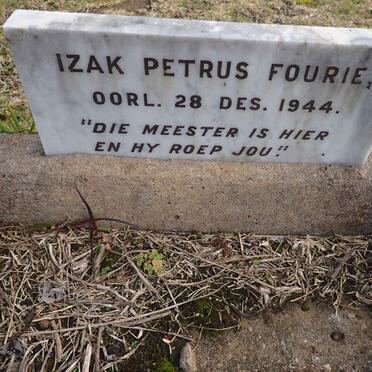 IZAK PETRUS FOURIE,
OORL. 28 DES. 1944.
"DIE MEESTER IS HIER
EN HY ROEP JOU."